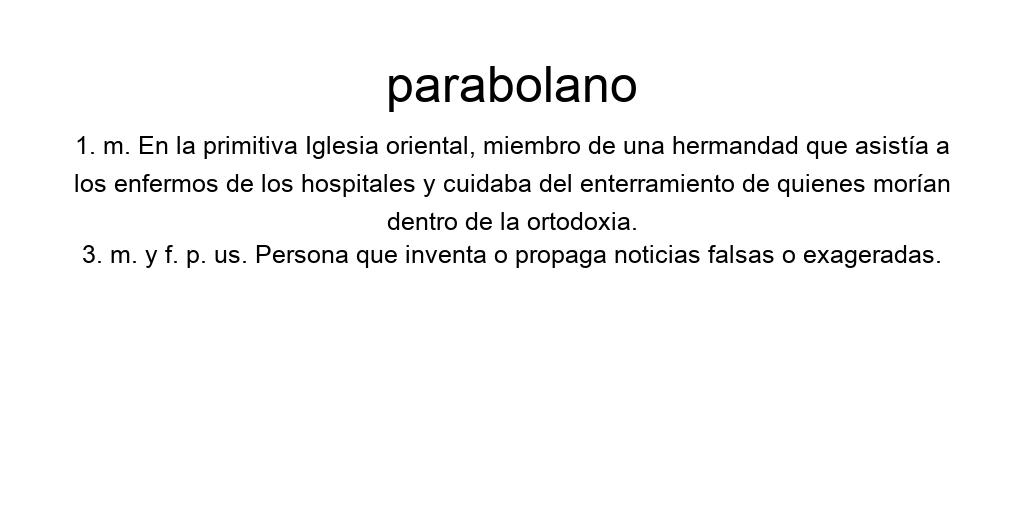 parabolano
1. m. En la primitiva Iglesia oriental, miembro de una hermandad que asistía a
los enfermos de los hospitales y cuidaba del enterramiento de quienes morían
dentro de la ortodoxia.
3. m. y f. p. us. Persona que inventa o propaga noticias falsas o exageradas.